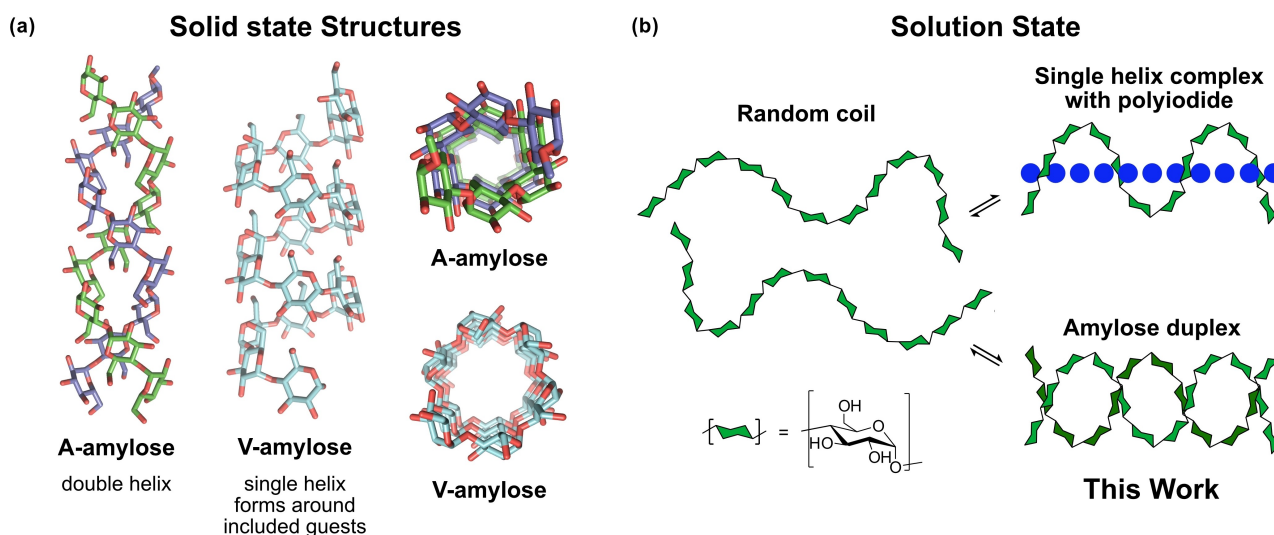 (a)
Solid state Structures
A-amylose
double helix
V-amylose
single helix
forms around
included guests
A-amylose
V-amylose
(b)
Solution State
Random coil
Single helix complex
with polyiodide
Amylose duplex
=
OH
O
HO
OH
O
This Work